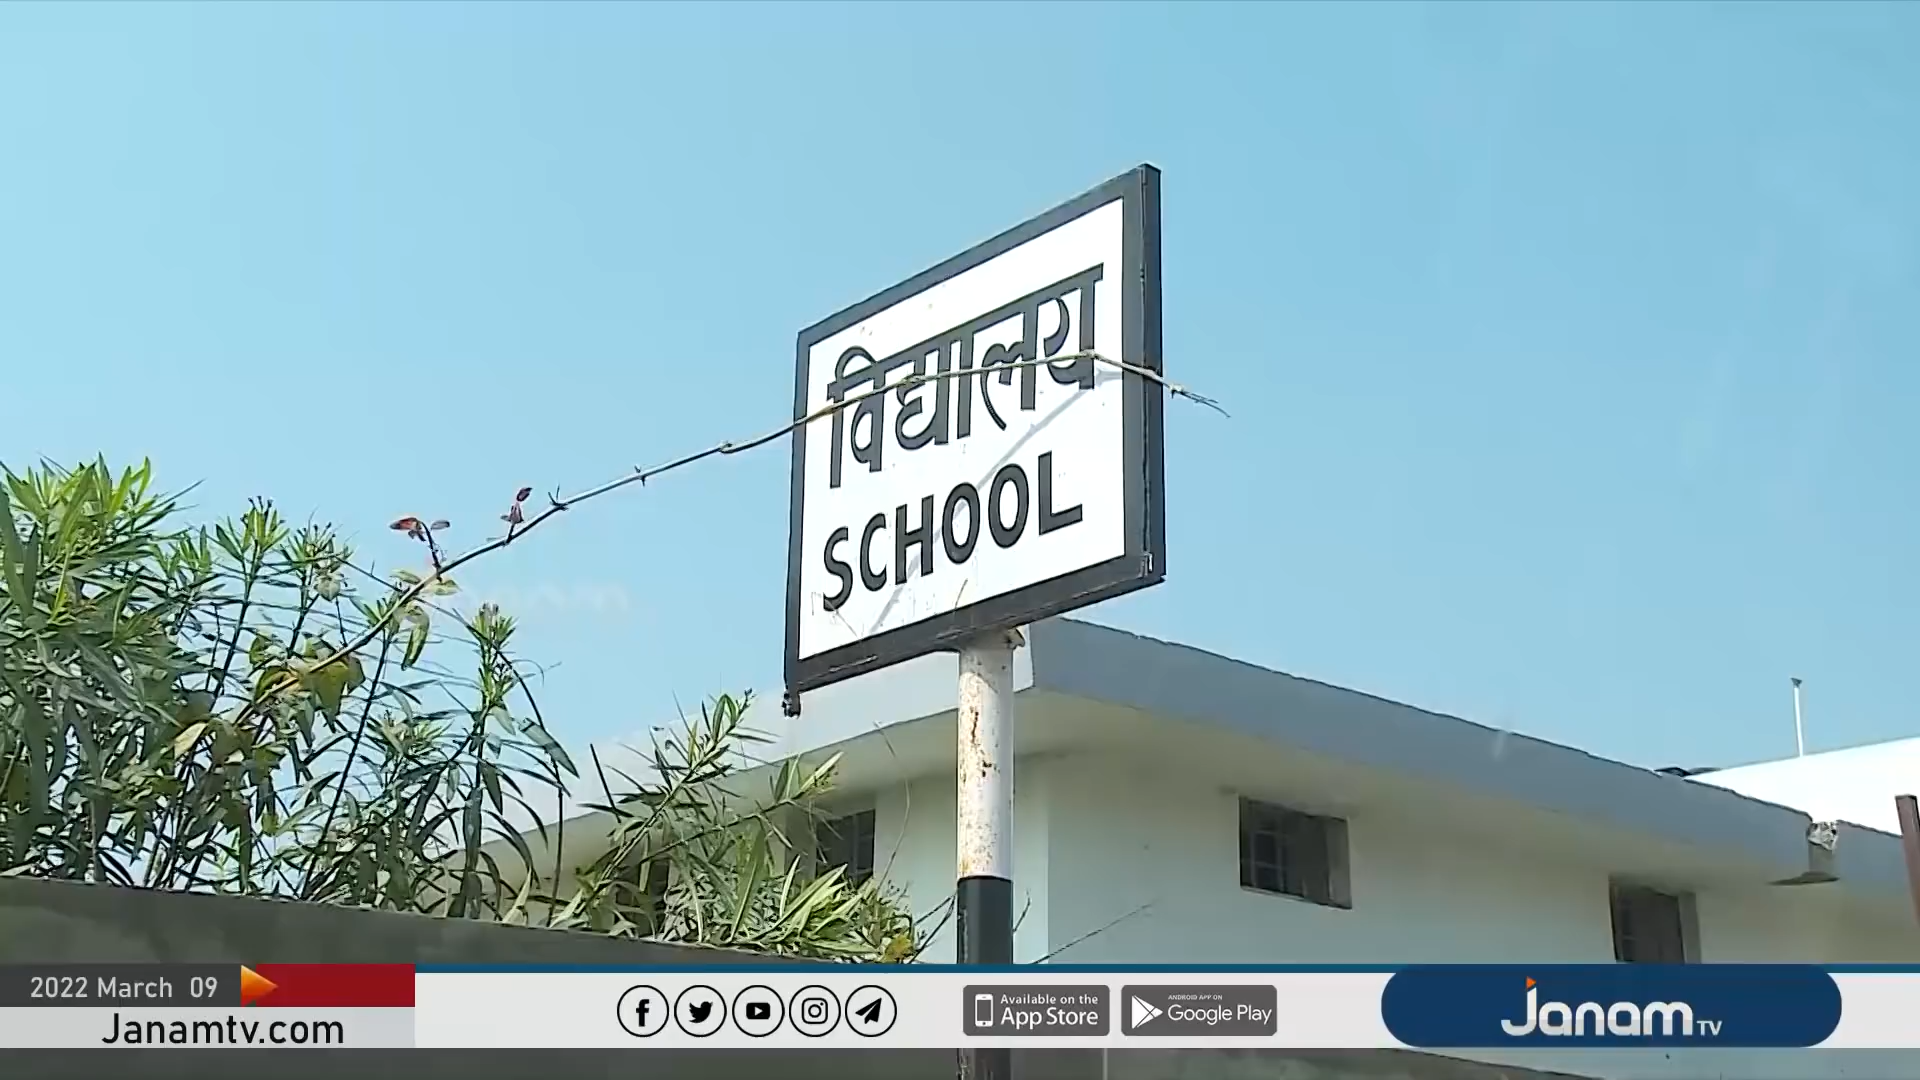 विद्यालय
SCHOOL
2022 March 09
Janamtv.com
Available on the
App Store
ANDROID APP ON
Google Play
Janam TV